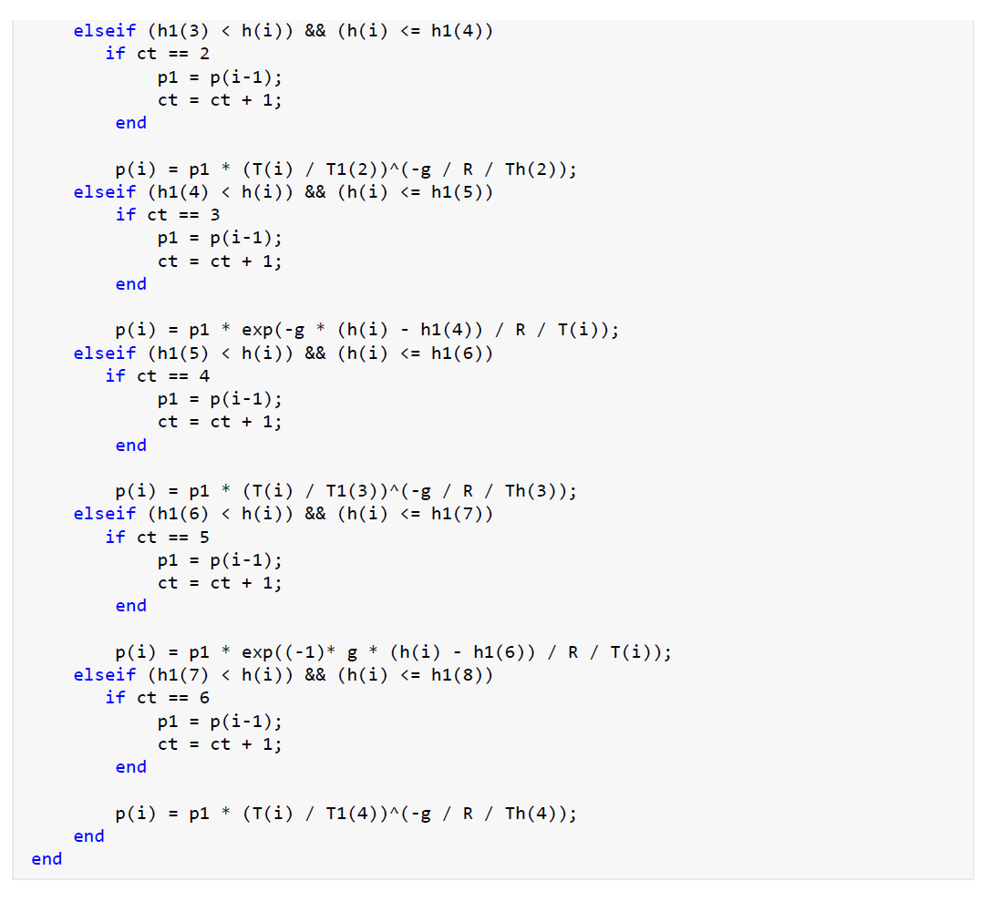 elseif (h1(3) < h(i)) && (h(i) <= h1(4))
if ct == 2
p1 = p(i-1);
ct = ct + 1;
end
p(i) = p1 * (T(i) / T1(2))^(-g / R / Th(2));
elseif (h1(4) < h(i)) && (h(i) <= h1(5))
if ct == 3
p1 = p(i-1);
ct = ct + 1;
end
p(i) = p1 * exp(-g * (h(i) - h1(4)) / R / T(i));
elseif (h1(5) < h(i)) && (h(i) <= h1(6))
if ct == 4
p1 = p(i-1);
ct = ct + 1;
end
p(i) = p1 * (T(i) / T1(3))^(-g / R / Th(3));
elseif (h1(6) < h(i)) && (h(i) <= h1(7))
if ct == 5
p1 = p(i-1);
ct = ct + 1;
end
p(i) = p1 * exp((-1)* g * (h(i) - h1(6)) / R / T(i));
elseif (h1(7) < h(i)) && (h(i) <= h1(8))
if ct == 6
p1 = p(i-1);
ct = ct + 1;
end
p(i) = p1 * (T(i) / T1(4))^(-g / R / Th(4));
end
end